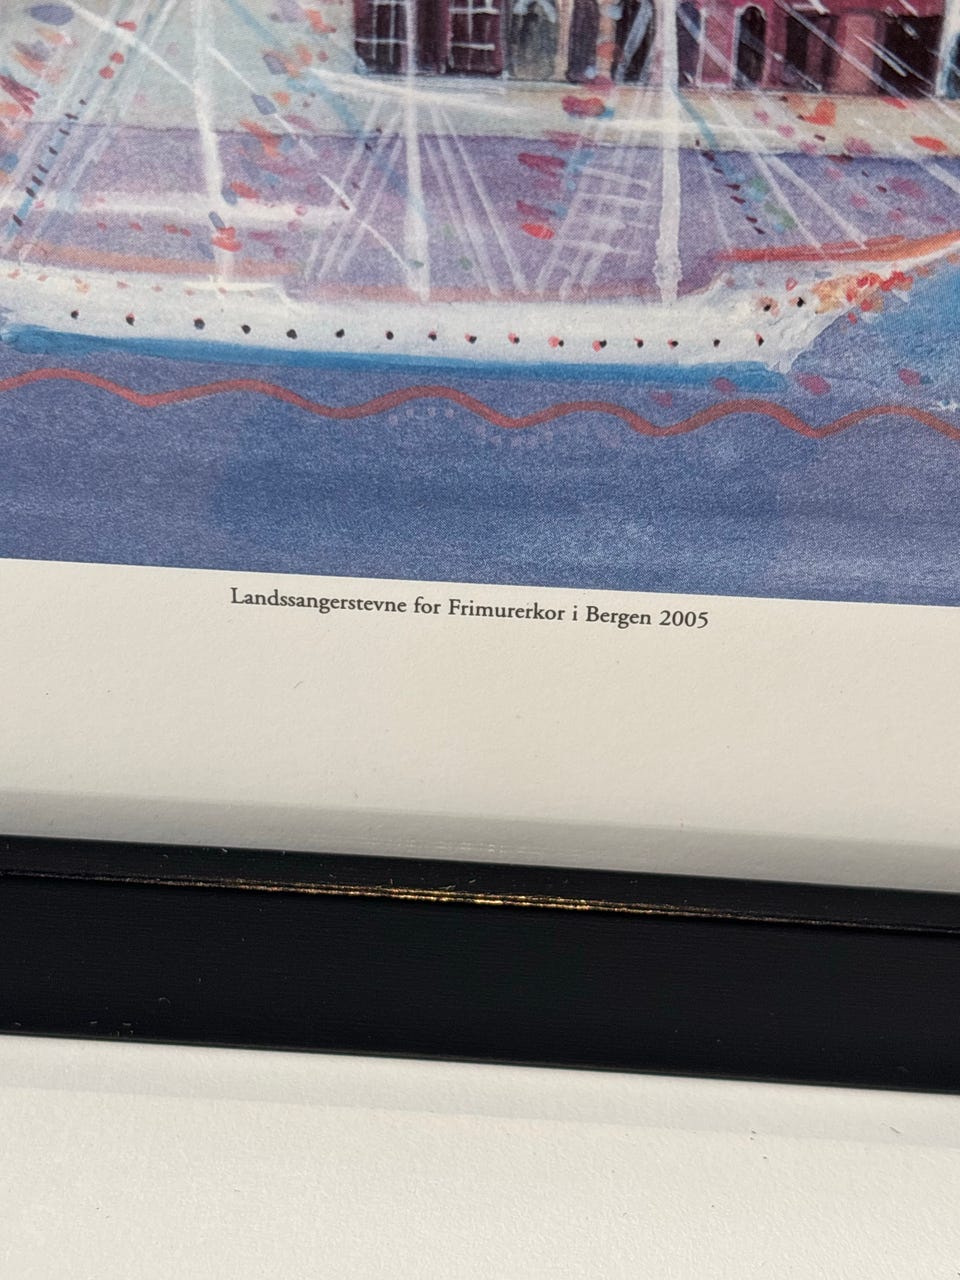 Landssangerstevne for Frimurerkor i Bergen 2005